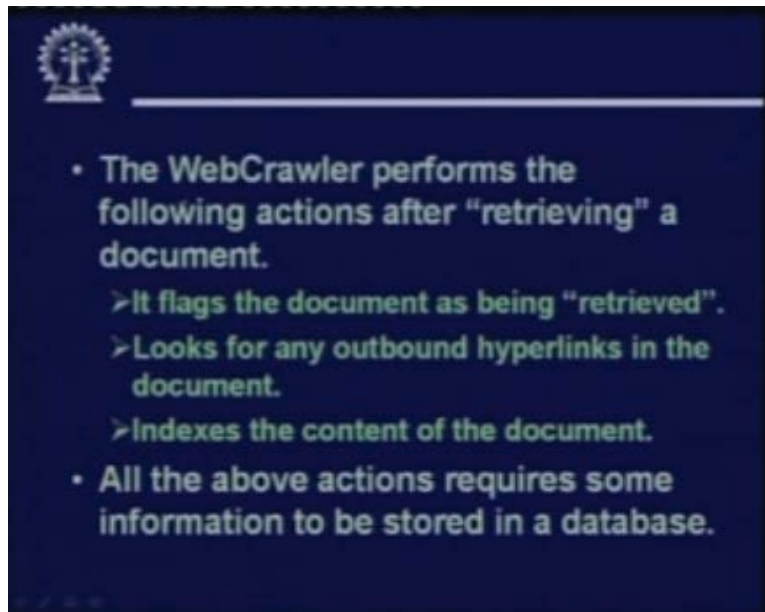 • The WebCrawler performs the
following actions after “retrieving” a
document.
➢It flags the document as being “retrieved”.
➢Looks for any outbound hyperlinks in the
document.
➢Indexes the content of the document.
• All the above actions requires some
information to be stored in a database.